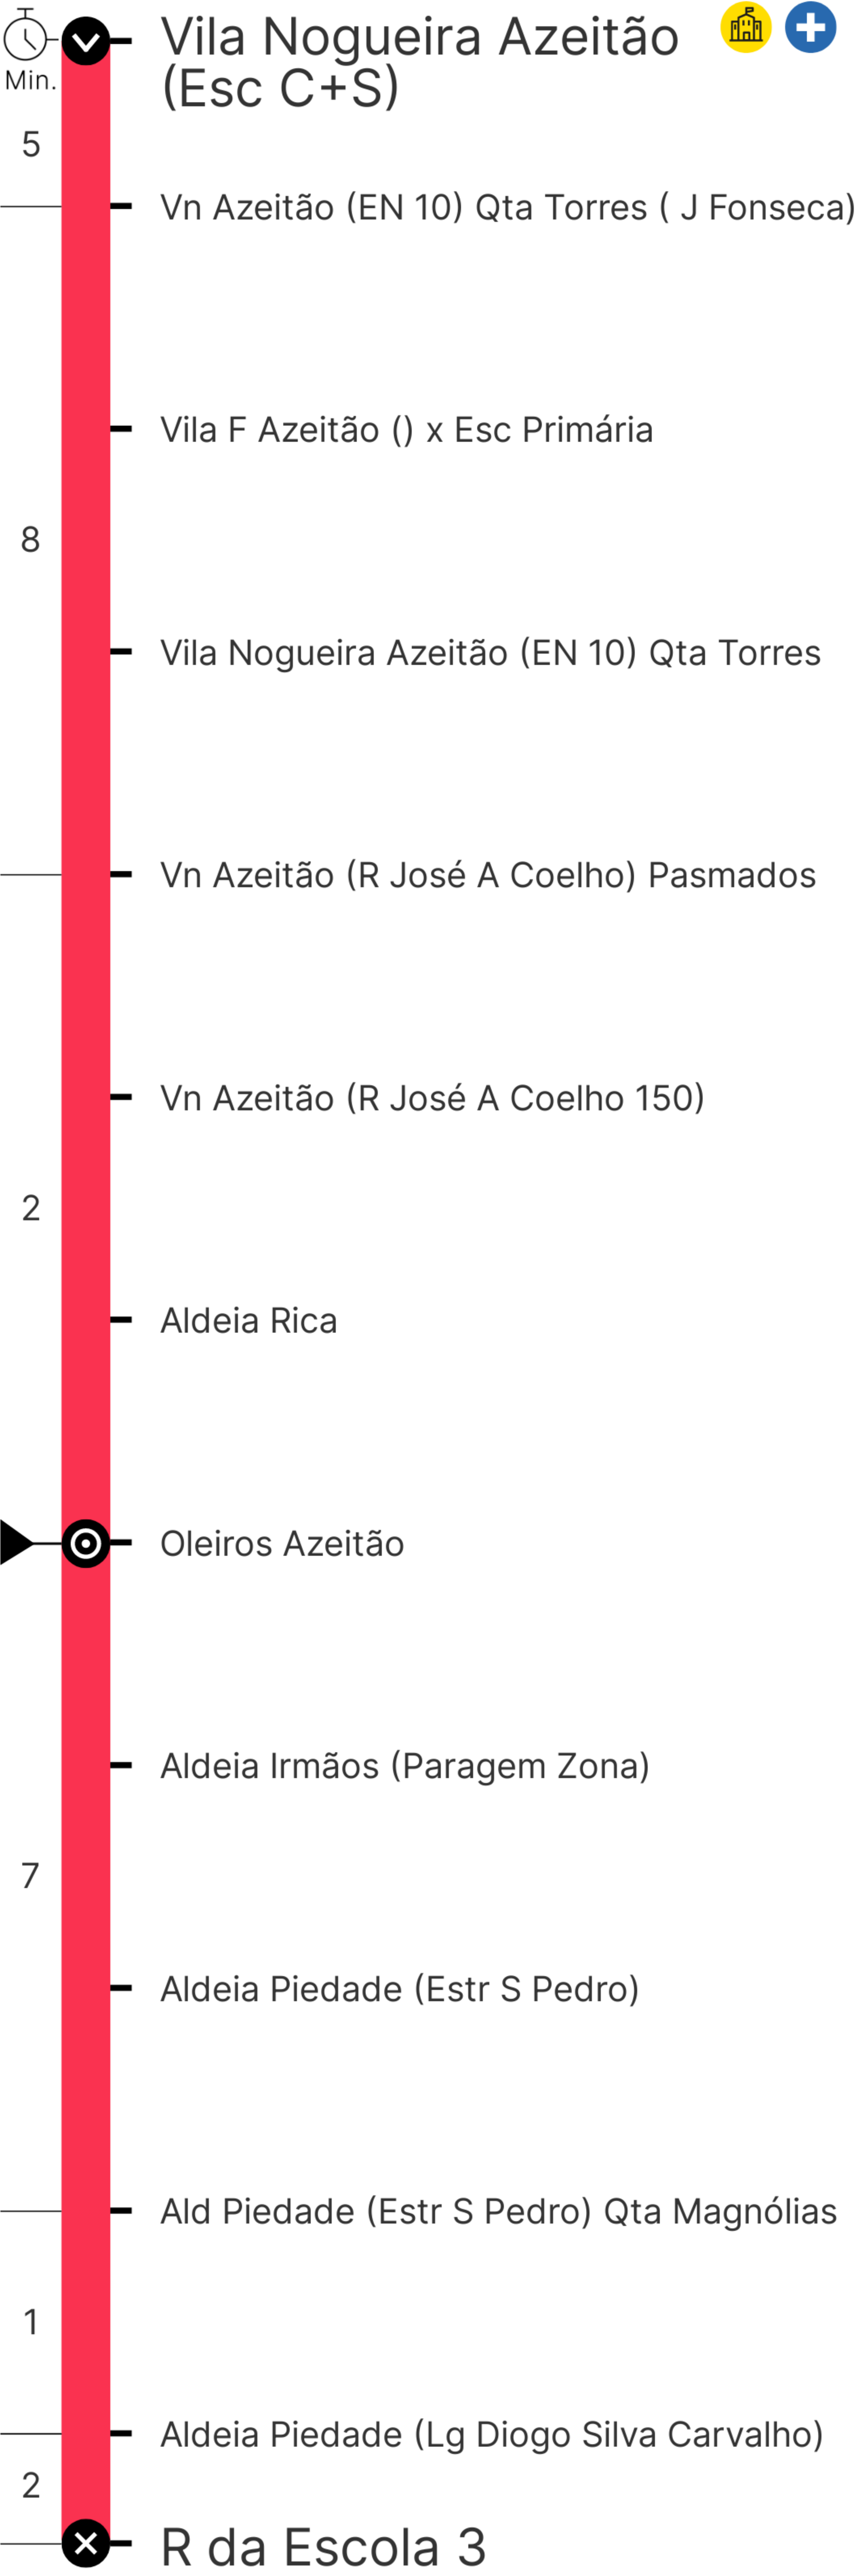 Vila Nogueira Azeitão
(Esc C+S)
Min.
5
Vn Azeitão (EN 10) Qta Torres ( J Fonseca)
Vila F Azeitão () x Esc Primária
8
Vila Nogueira Azeitão (EN 10) Qta Torres
Vn Azeitão (R José A Coelho) Pasmados
Vn Azeitão (R José A Coelho 150)
2
Aldeia Rica
Oleiros Azeitão
Aldeia Irmãos (Paragem Zona)
7
Aldeia Piedade (Estr S Pedro)
Ald Piedade (Estr S Pedro) Qta Magnólias
1
Aldeia Piedade (Lg Diogo Silva Carvalho)
2
R da Escola 3